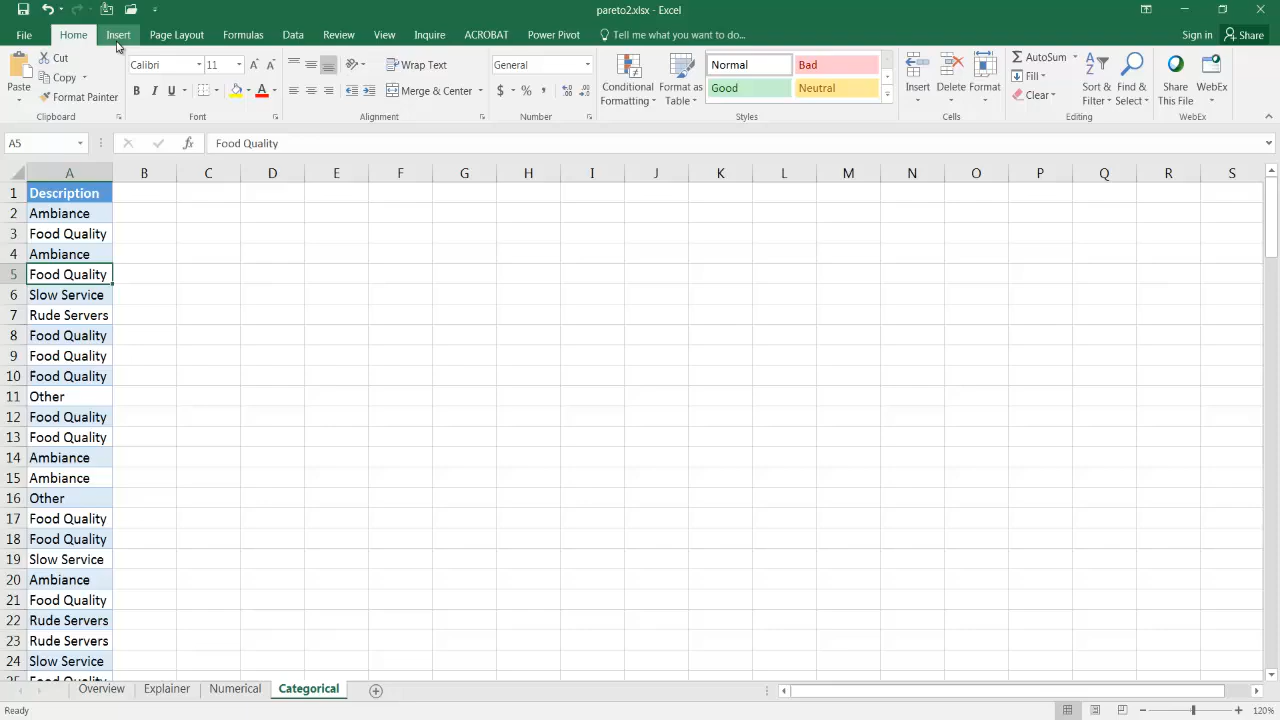 pareto2.xlsx - Excel
File Home Insert Page Layout Formulas Data Review View Inquire ACROBAT Power Pivot Tell me what you want to do... Sign in Share
Paste
Cut
Copy
Format Painter
Clipboard
Calibri 11
B I U
Font
Wrap Text
Merge & Center
Alignment
General
$ % ,
Number
Conditional Formatting
Format as Table
Normal Bad
Good Neutral
Styles
Insert Delete Format
Cells
AutoSum
Fill
Clear
Sort & Filter
Find & Select
Editing
Share This File
WebEx
WebEx
A5 fx Food Quality
A B C D E F G H I J K L M N O P Q R S
1 Description
2 Ambiance
3 Food Quality
4 Ambiance
5 Food Quality
6 Slow Service
7 Rude Servers
8 Food Quality
9 Food Quality
10 Food Quality
11 Other
12 Food Quality
13 Food Quality
14 Ambiance
15 Ambiance
16 Other
17 Food Quality
18 Food Quality
19 Slow Service
20 Ambiance
21 Food Quality
22 Rude Servers
23 Rude Servers
24 Slow Service
Overview Explainer Numerical Categorical
Ready 120%